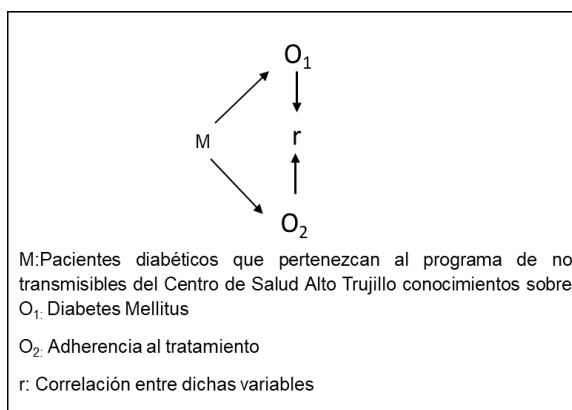 O1
r
M
O2
M:Pacientes diabéticos que pertenezcan al programa de no
transmisibles del Centro de Salud Alto Trujillo conocimientos sobre
O1: Diabetes Mellitus
O2: Adherencia al tratamiento
r: Correlación entre dichas variables